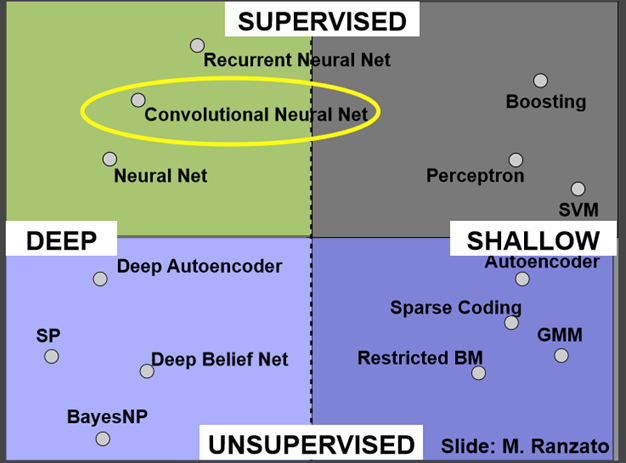 SUPERVISED
Recurrent Neural Net
Boosting
Convolutional Neural Net
Neural Net
Perceptron
SVM
DEEP
SHALLOW
Deep Autoencoder
Autoencoder
Sparse Coding
SP
GMM
Deep Belief Net
Restricted BM
BayesNP
UNSUPERVISED
Slide: M. Ranzato